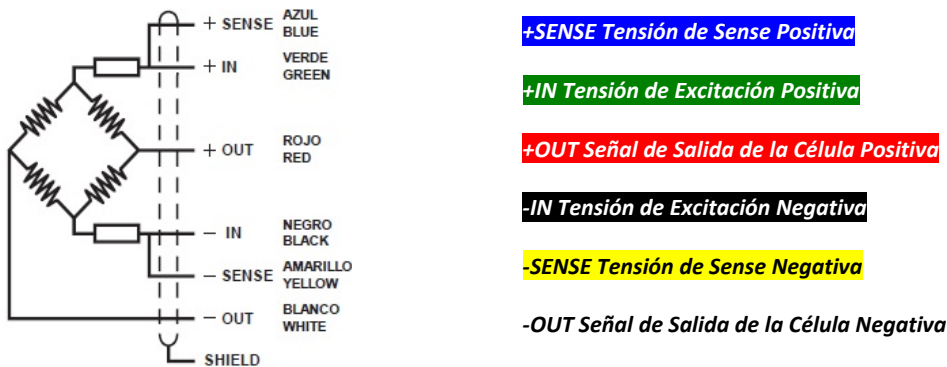 + SENSE AZUL
BLUE
+ IN VERDE
GREEN
+ OUT ROJO
RED
− IN NEGRO
BLACK
− SENSE AMARILLO
YELLOW
− OUT BLANCO
WHITE
SHIELD
+SENSE Tensión de Sense Positiva
+IN Tensión de Excitación Positiva
+OUT Señal de Salida de la Célula Positiva
-IN Tensión de Excitación Negativa
-SENSE Tensión de Sense Negativa
-OUT Señal de Salida de la Célula Negativa